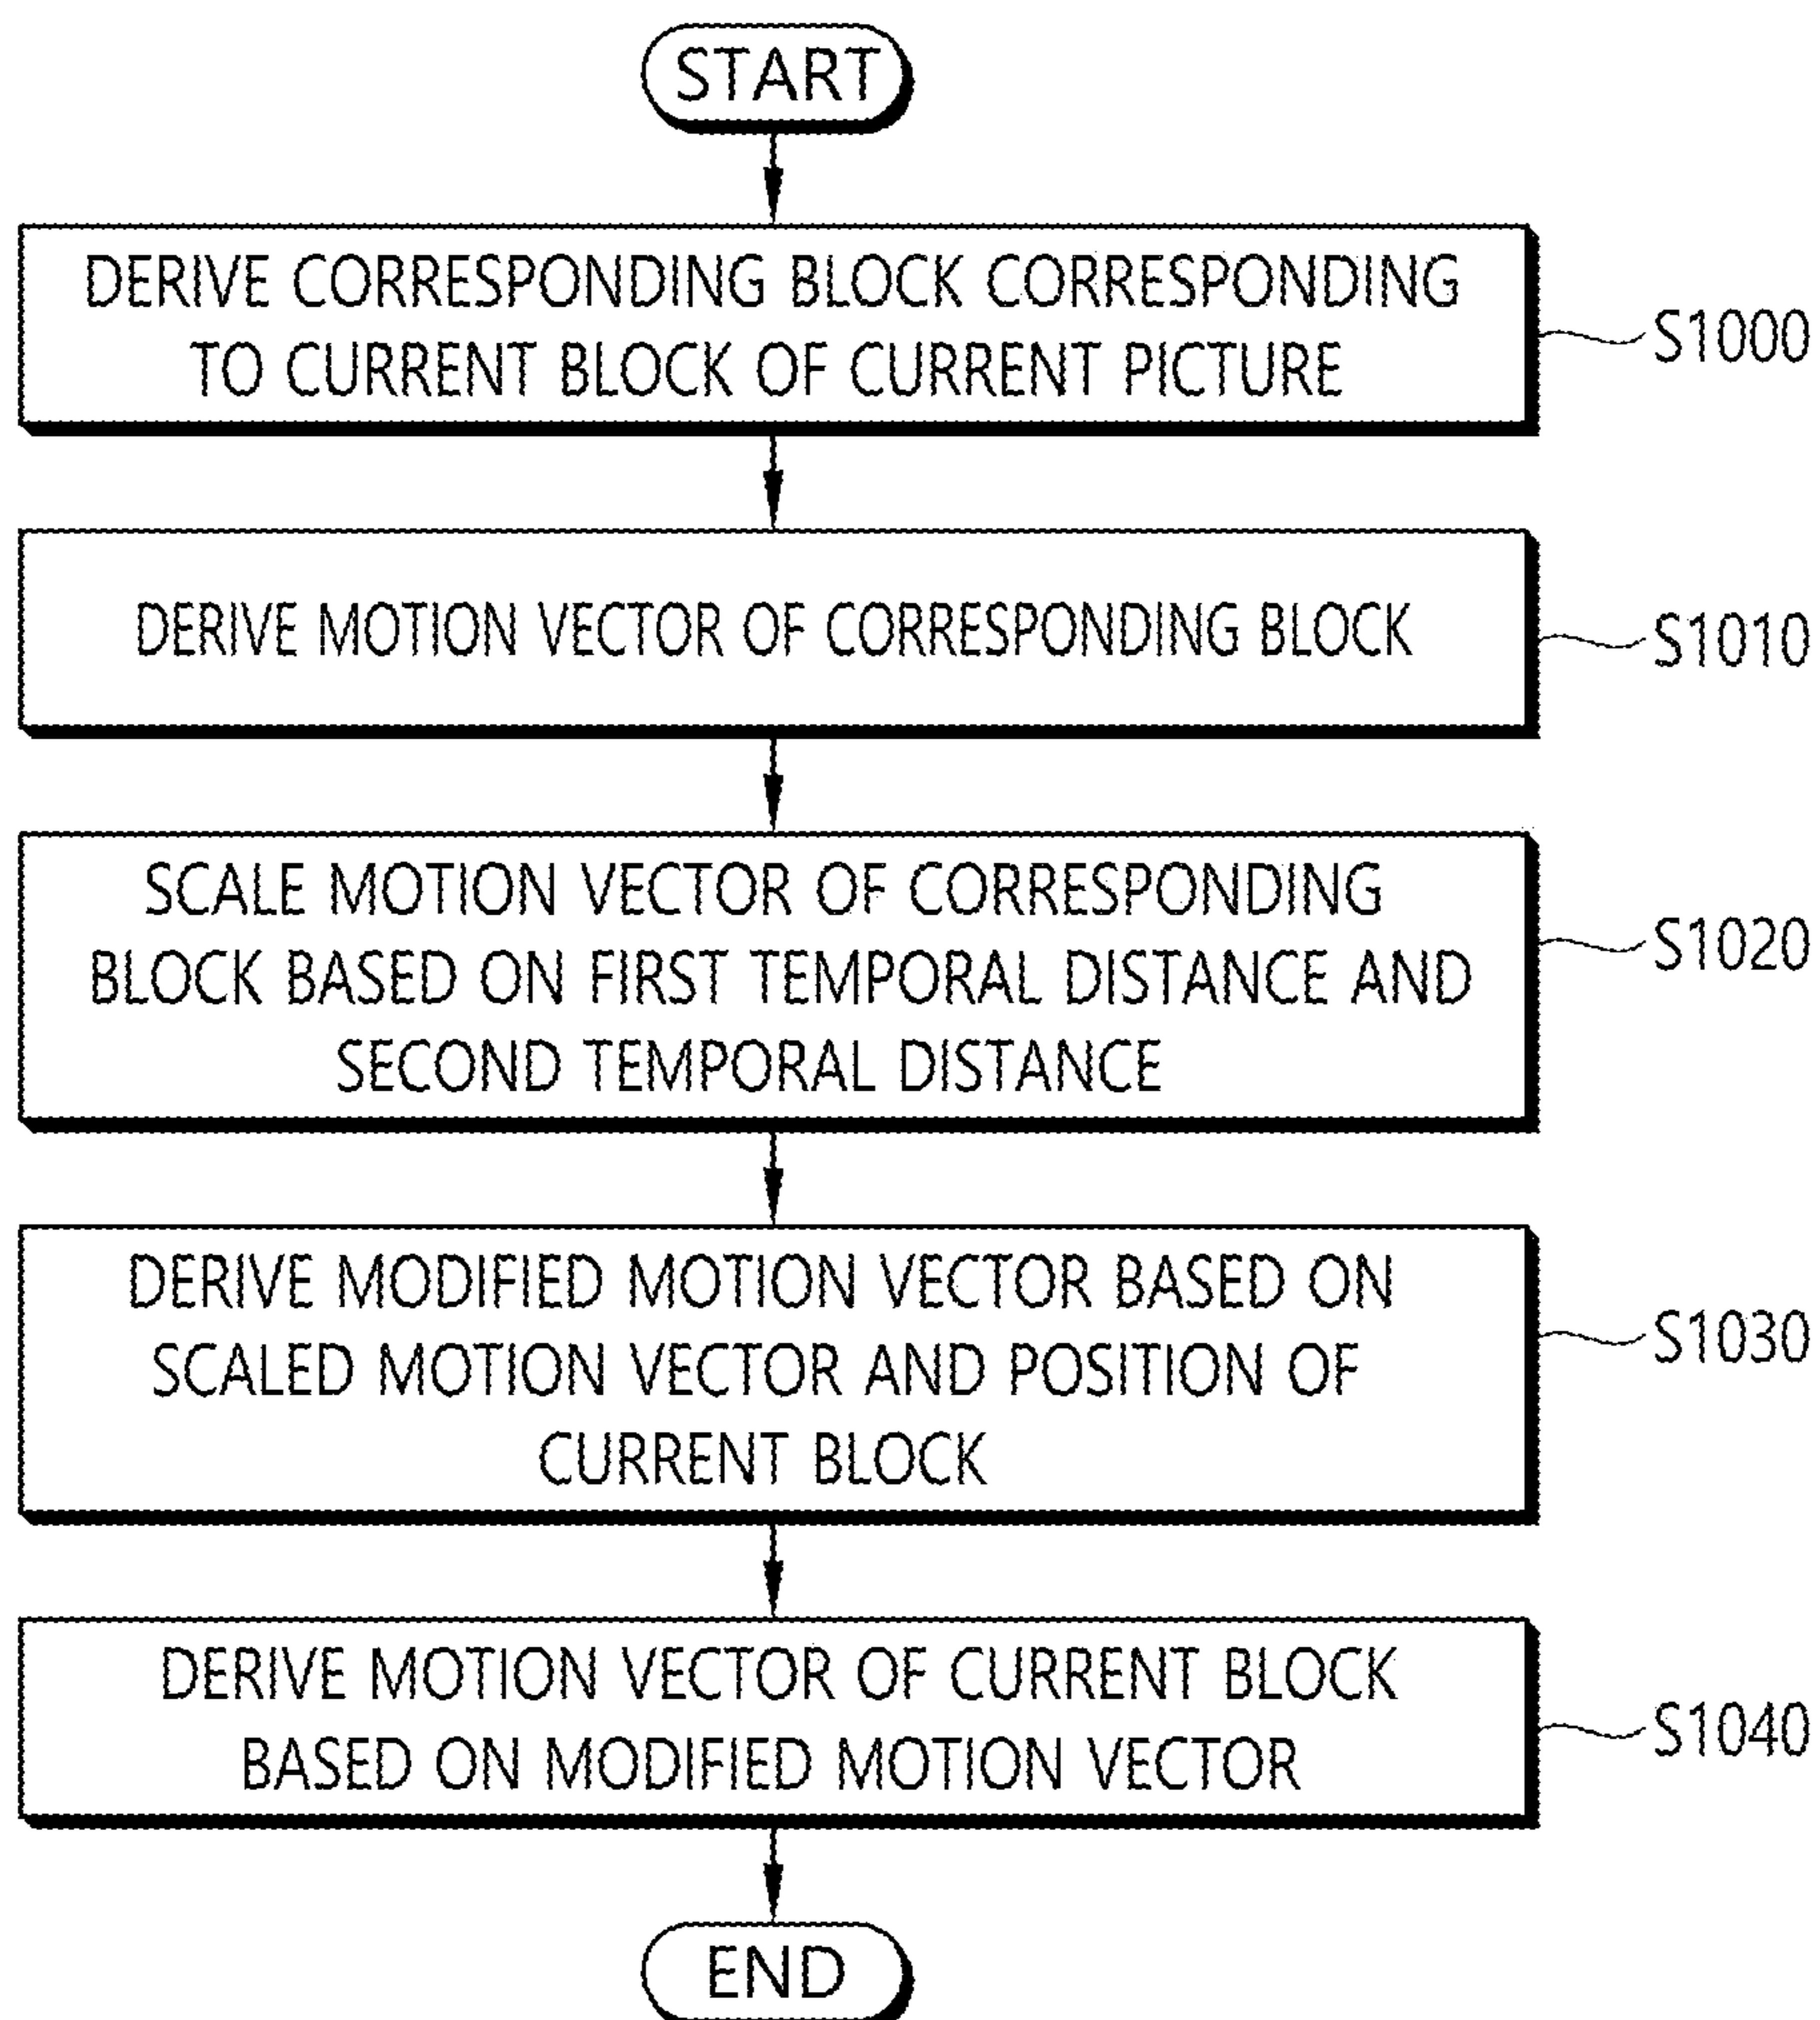 START
DERIVE CORRESPONDING BLOCK CORRESPONDING
TO CURRENT BLOCK OF CURRENT PICTURE
S1000
DERIVE MOTION VECTOR OF CORRESPONDING BLOCK
S1010
SCALE MOTION VECTOR OF CORRESPONDING
BLOCK BASED ON FIRST TEMPORAL DISTANCE AND
SECOND TEMPORAL DISTANCE
S1020
DERIVE MODIFIED MOTION VECTOR BASED ON
SCALED MOTION VECTOR AND POSITION OF
CURRENT BLOCK
S1030
DERIVE MOTION VECTOR OF CURRENT BLOCK
BASED ON MODIFIED MOTION VECTOR
S1040
END